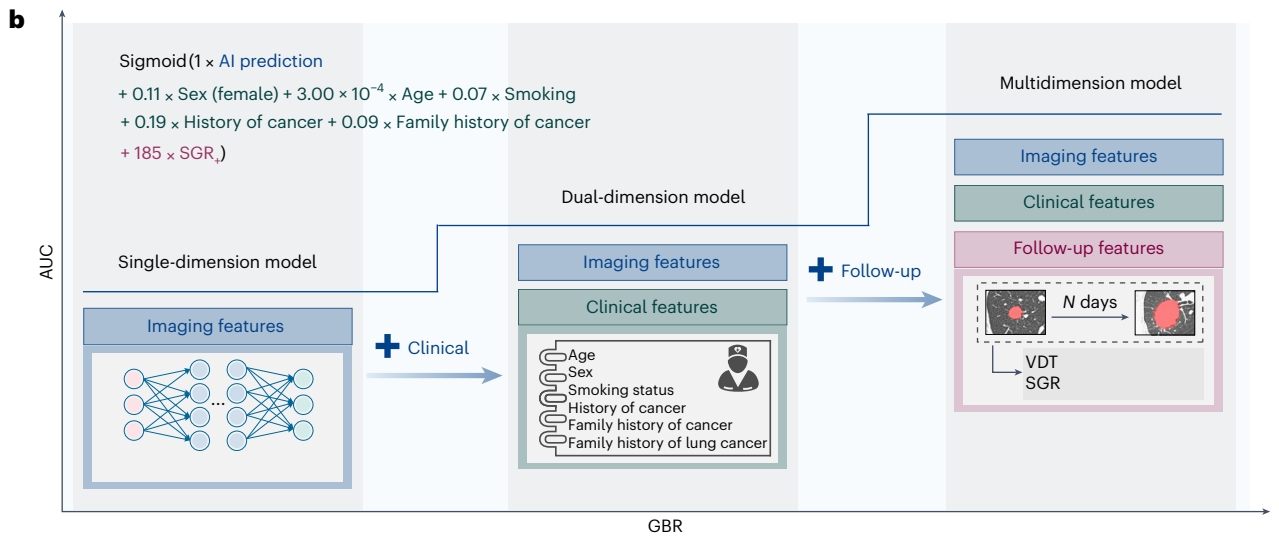 b
Sigmoid (1 × AI prediction
+ 0.11 × Sex (female) + 3.00 × 10⁻⁴ × Age + 0.07 × Smoking
+ 0.19 × History of cancer + 0.09 × Family history of cancer
+ 185 × SGR₊)
AUC
Single-dimension model
Imaging features
...
+ Clinical
Dual-dimension model
Imaging features
Clinical features
Age
Sex
Smoking status
History of cancer
Family history of cancer
Family history of lung cancer
+ Follow-up
Multidimension model
Imaging features
Clinical features
Follow-up features
N days
VDT
SGR
GBR